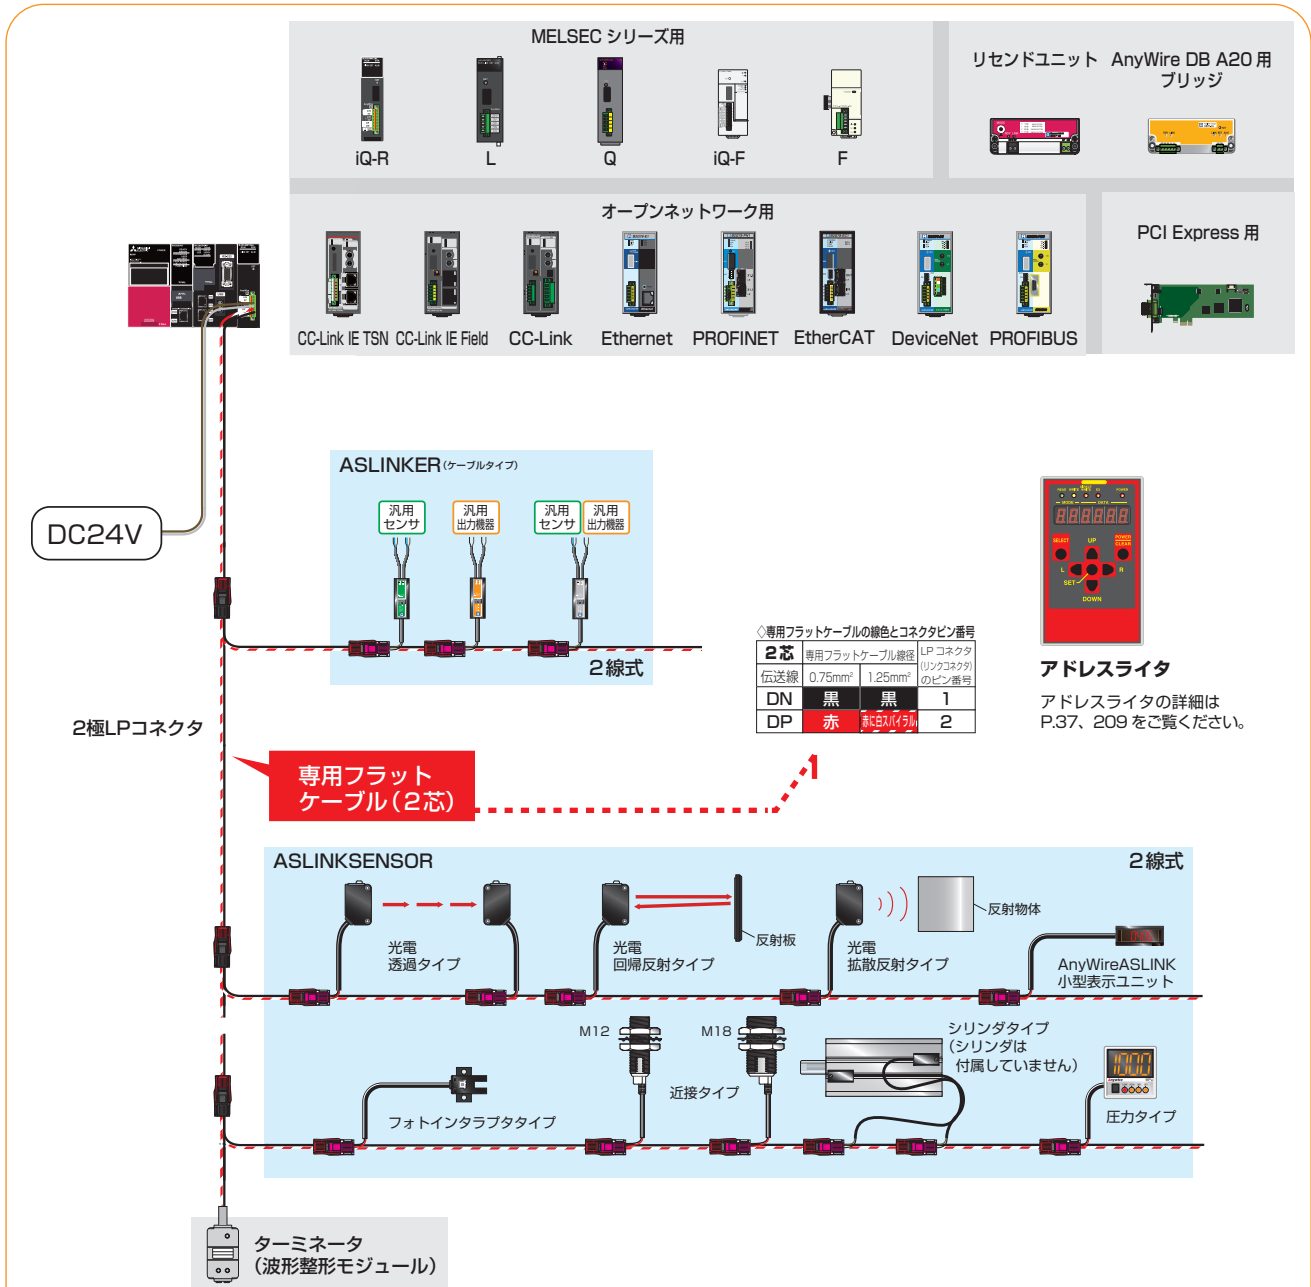 MELSEC シリーズ用
iQ-R
L
Q
iQ-F
F
リセンドユニット
AnyWire DB A20 用
ブリッジ
オープンネットワーク用
CC-Link IE TSN
CC-Link IE Field
CC-Link
Ethernet
PROFINET
EtherCAT
DeviceNet
PROFIBUS
PCI Express 用
DC24V
ASLINKER(ケーブルタイプ)
汎用
センサ
汎用
出力機器
汎用
センサ
汎用
出力機器
2線式
◇専用フラットケーブルの線色とコネクタピン番号
2芯 専用フラットケーブル線径 LP コネクタ
(リンクコネクタ)
伝送線 0.75mm² 1.25mm² のピン番号
DN 黒 黒 1
DP 赤 赤に白スパイラル 2
MODE
DATA
SELECT
UP
POWER
CLEAR
L
R
SET
DOWN
アドレスライタ
アドレスライタの詳細は
P.37、209 をご覧ください。
2極LPコネクタ
専用フラット
ケーブル(2芯)
ASLINKSENSOR
2線式
光電
透過タイプ
光電
回帰反射タイプ
反射板
光電
拡散反射タイプ
反射物体
AnyWireASLINK
小型表示ユニット
フォトインタラプタタイプ
M12
M18
近接タイプ
シリンダタイプ
(シリンダは
付属していません)
1000
圧力タイプ
ターミネータ
(波形整形モジュール)